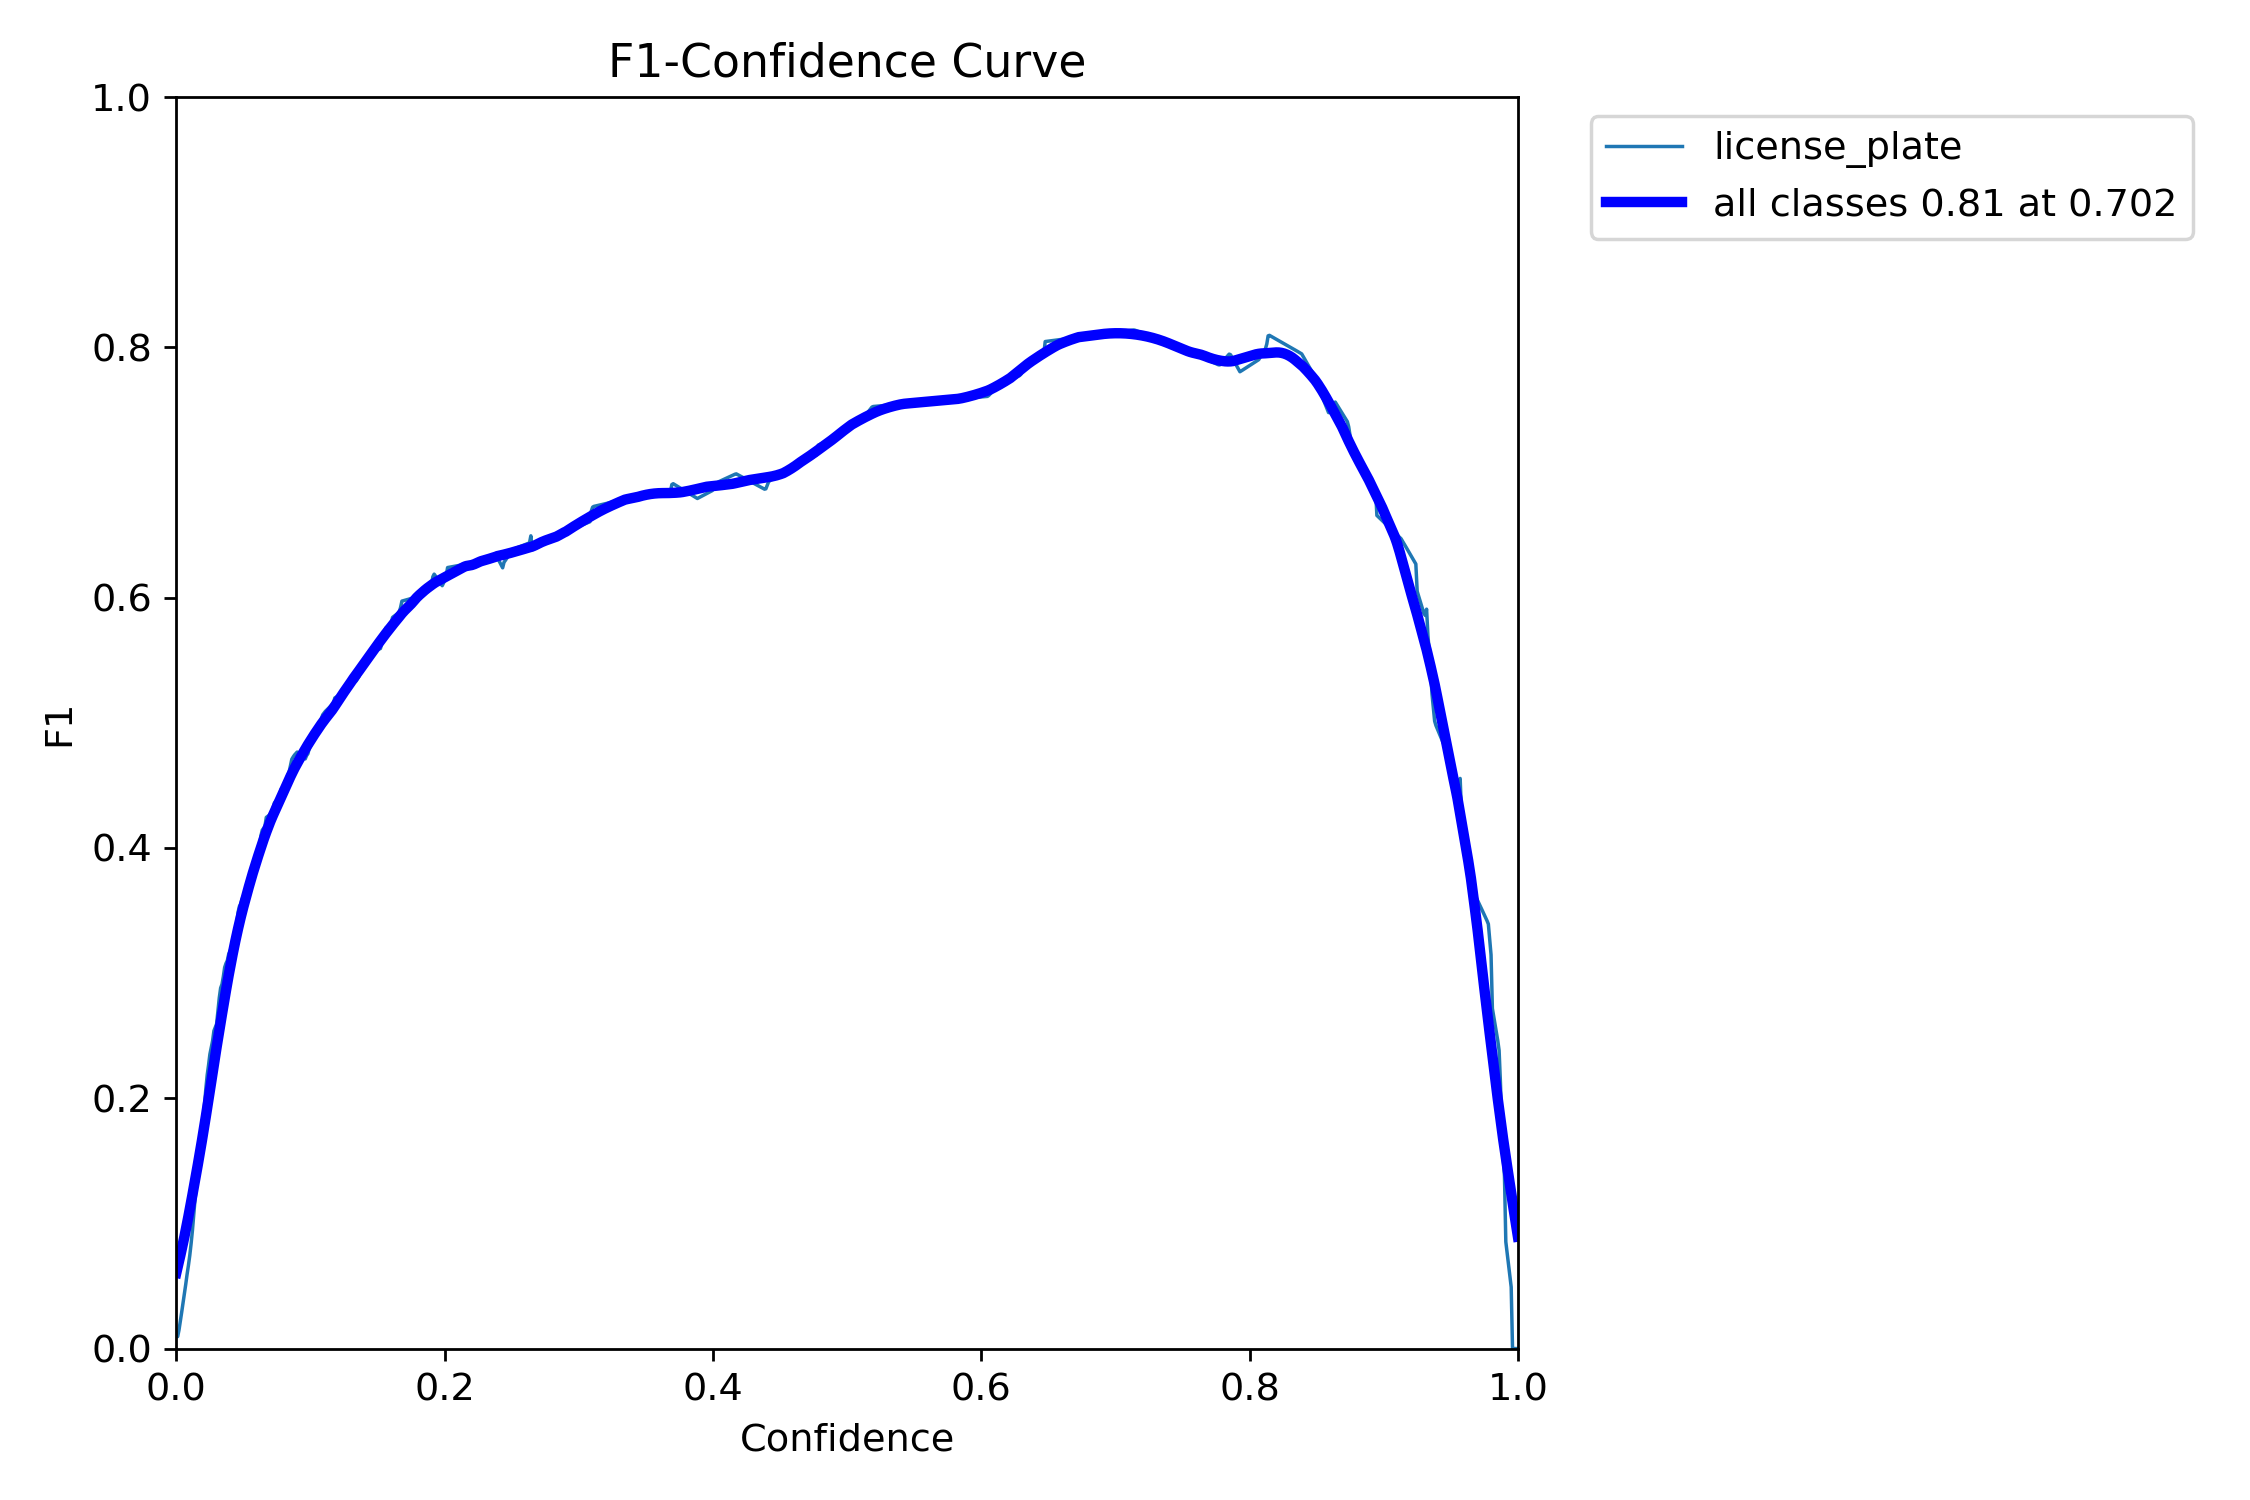 F1-Confidence Curve
1.0
0.8
0.6
0.4
0.2
0.0
F1
0.0 0.2 0.4 0.6 0.8 1.0
Confidence
license_plate
all classes 0.81 at 0.702